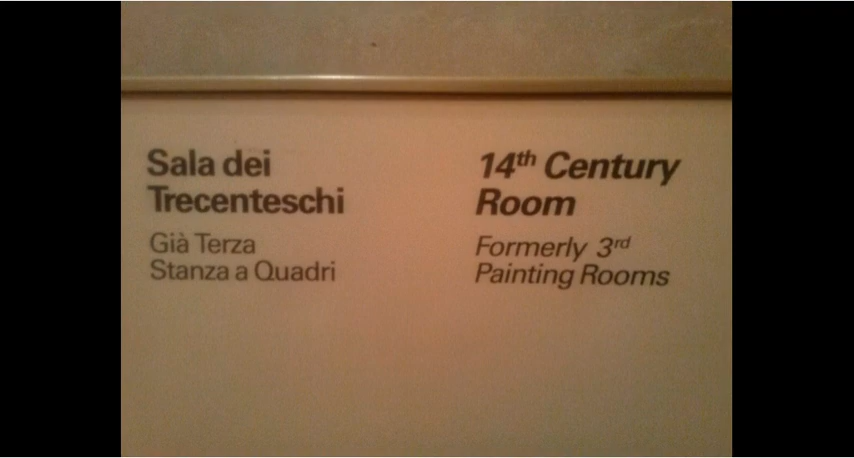 Sala dei
Trecenteschi
Già Terza
Stanza a Quadri
14th Century
Room
Formerly 3rd
Painting Rooms